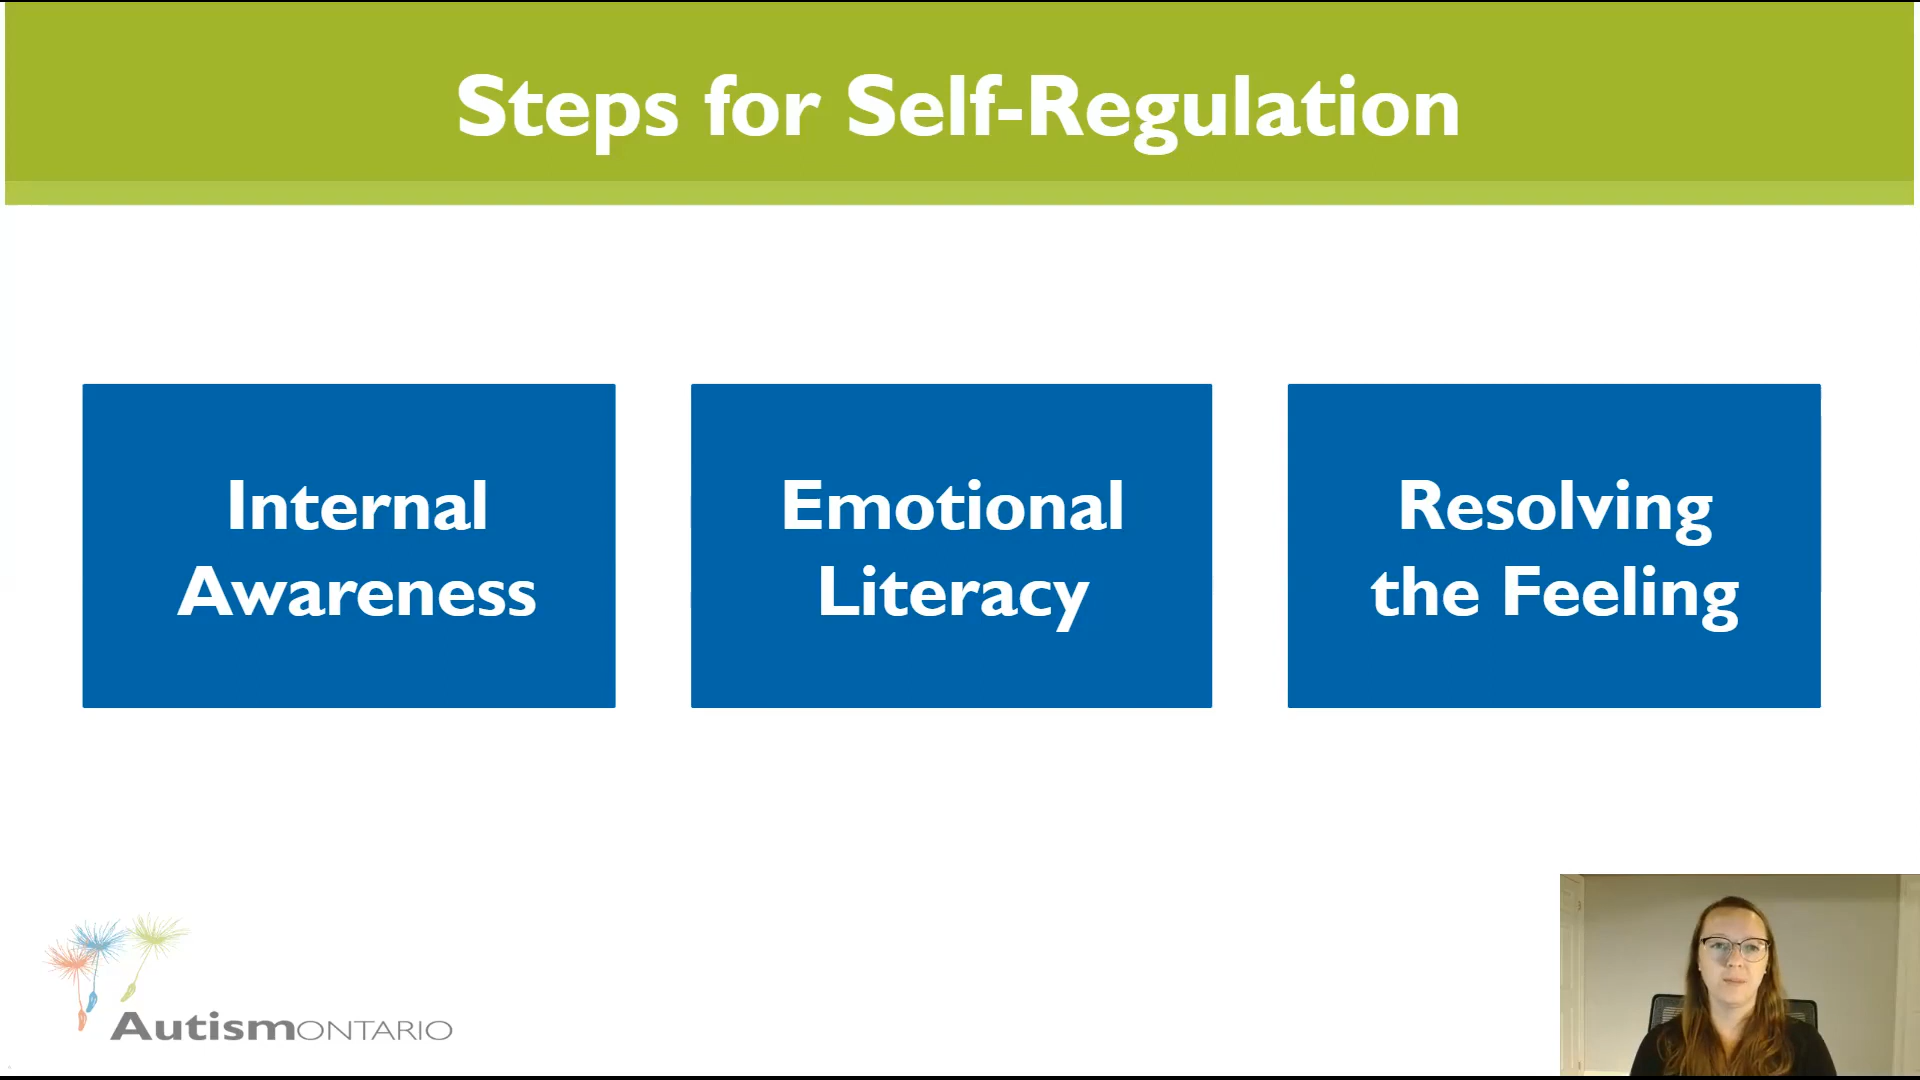 Steps for Self-Regulation
Internal
Awareness
Emotional
Literacy
Resolving
the Feeling
AutismONTARIO